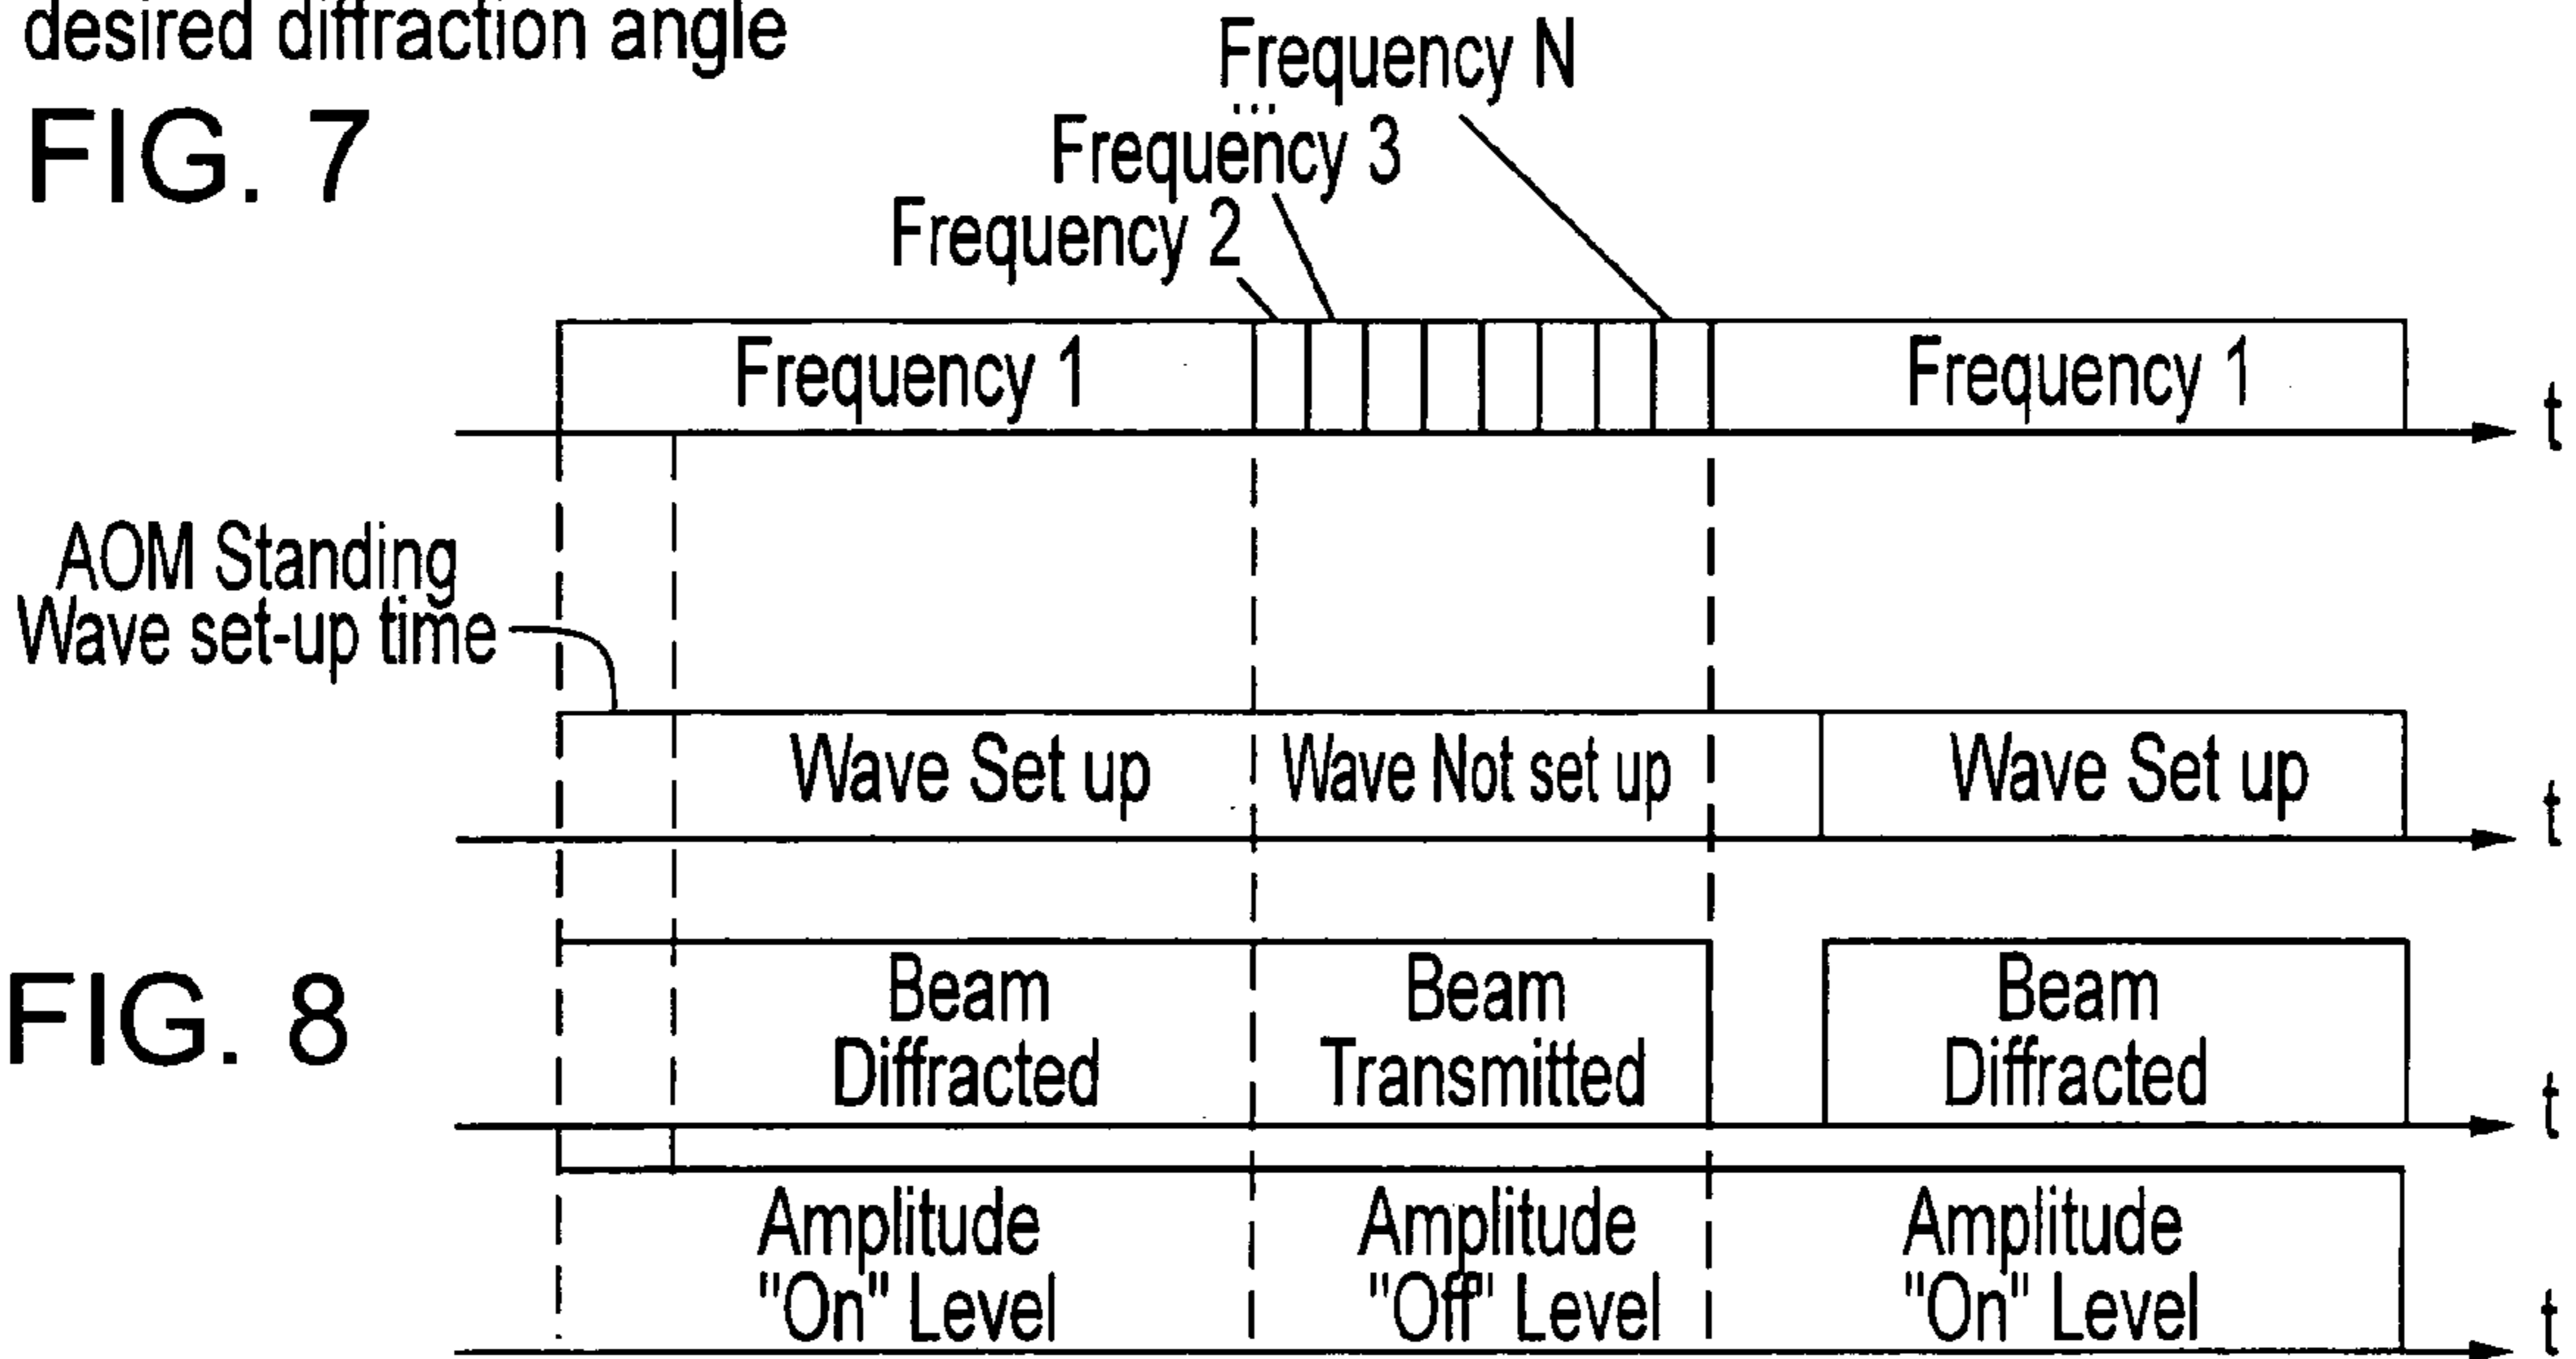 desired diffraction angle
FIG. 7
Frequency N
...
Frequency 3
Frequency 2
Frequency 1
Frequency 1
t
AOM Standing
Wave set-up time
Wave Set up
Wave Not set up
Wave Set up
t
FIG. 8
Beam
Diffracted
Beam
Transmitted
Beam
Diffracted
t
Amplitude
"On" Level
Amplitude
"Off" Level
Amplitude
"On" Level
t